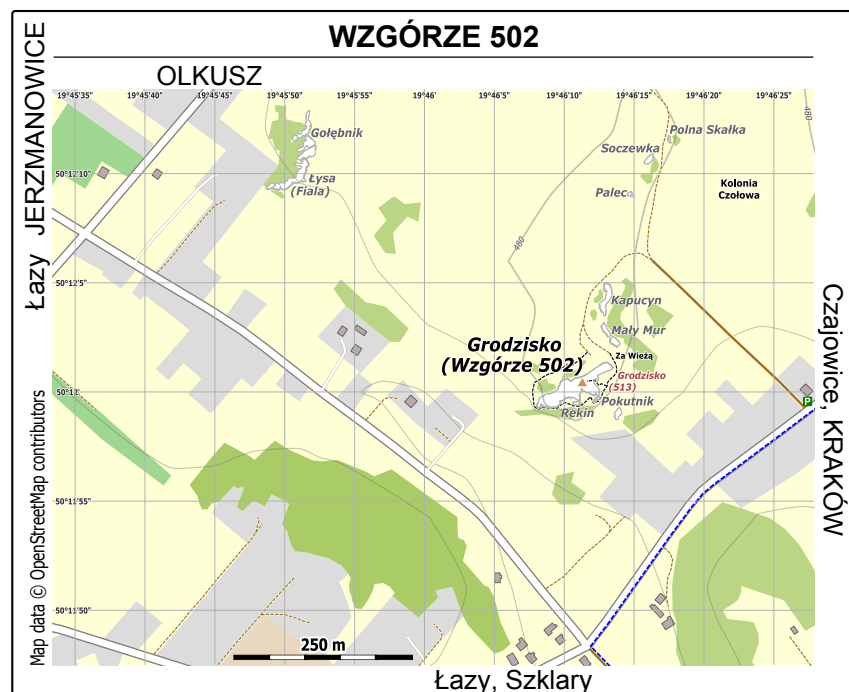 WZGÓRZE 502
OLKUSZ
19°45'35" 19°45'40" 19°45'50" 19°45'55" 19°46' 19°46'5" 19°46'10" 19°46'15" 19°46'20" 19°46'25"
480
Polna Skałka
Gołębnik
Soczewka
50°12'10"
Łysa
(Fiala)
Palec
Kolonia
Czołowa
480
50°12'5"
Kapucyn
Mały Mur
Grodzisko
(Wzgórze 502)
Za Wieżą
Grodzisko
(513)
50°12'
Pokutnik
Rękin
P
50°11'55"
50°11'50"
250 m
Łazy JERZMANOWICE
Map data © OpenStreetMap contributors
Czajowice, KRAKÓW
Łazy, Szklary